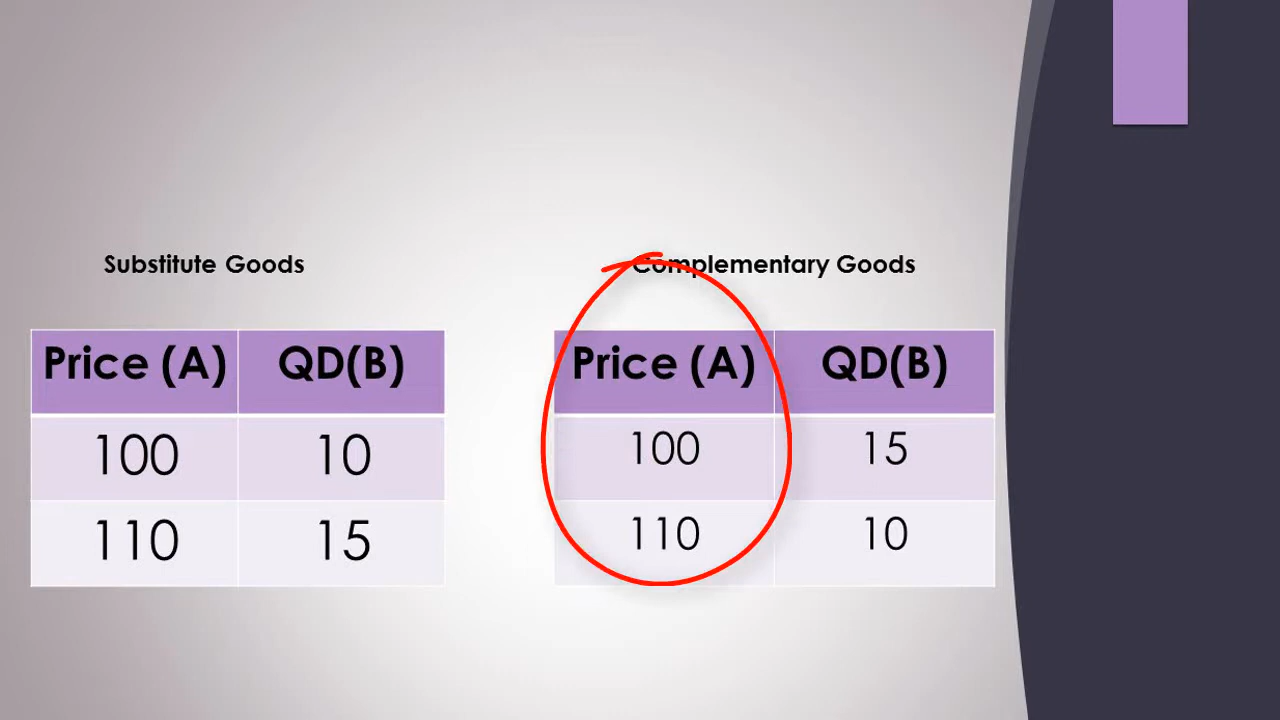 Substitute Goods
Price (A) QD(B)
100 10
110 15
Complementary Goods
Price (A) QD(B)
100 15
110 10